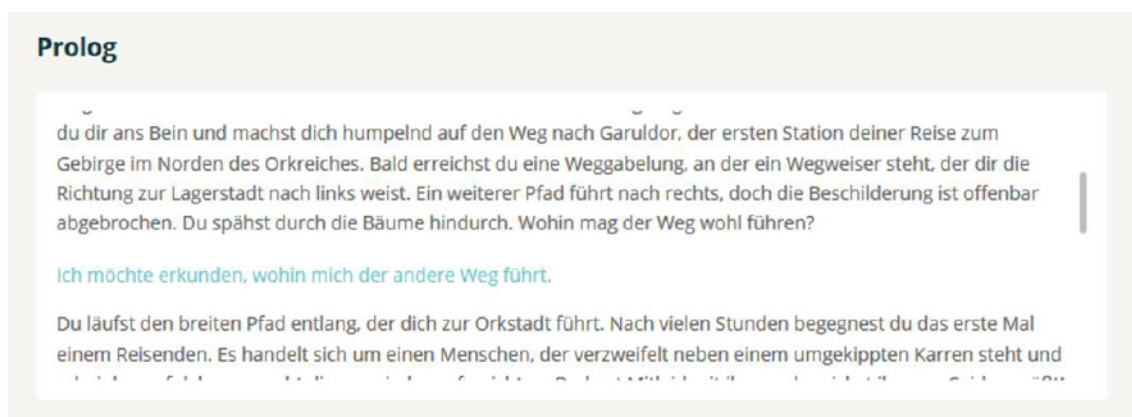 Prolog
du dir ans Bein und machst dich humpelnd auf den Weg nach Garuldor, der ersten Station deiner Reise zum
Gebirge im Norden des Orkreiches. Bald erreichst du eine Weggabelung, an der ein Wegweiser steht, der dir die
Richtung zur Lagerstadt nach links weist. Ein weiterer Pfad führt nach rechts, doch die Beschilderung ist offenbar
abgebrochen. Du spähst durch die Bäume hindurch. Wohin mag der Weg wohl führen?
Ich möchte erkunden, wohin mich der andere Weg führt.
Du läufst den breiten Pfad entlang, der dich zur Orkstadt führt. Nach vielen Stunden begegnest du das erste Mal
einem Reisenden. Es handelt sich um einen Menschen, der verzweifelt neben einem umgekippten Karren steht und